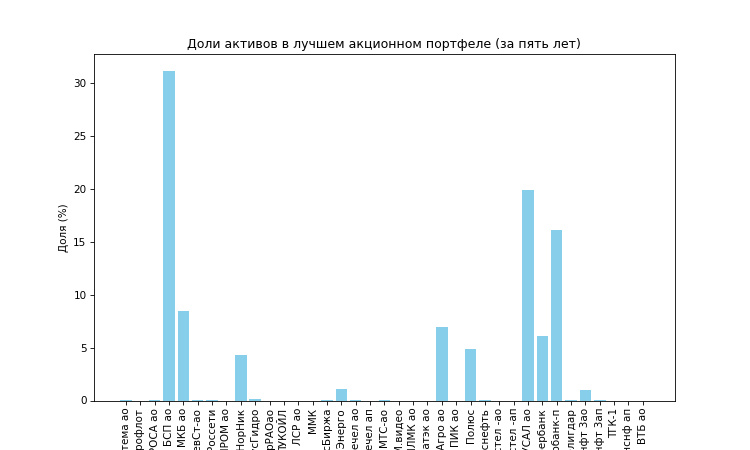 Доли активов в лучшем акционном портфеле (за пять лет)
Доля (%)
30
25
20
15
10
5
0
тема ао
рофлот
РОСА ао
БСП ао
МКБ ао
евСт-ао
Россети
ПРОМ ао
НорНик
сГидро
рРАОао
ЛУКОЙЛ
ЛСР ао
ММК
сБиржа
Энерго
ечел ао
ечел ап
МТС-ао
М.видео
ЛМК ао
атэк ао
Агро ао
ПИК ао
Полюс
снефть
стел -ао
стел -ап
УСАЛ ао
ербанк
рбанк-п
лигдар
нфт 3ао
нфт 3ап
ТГК-1
нснф ап
ВТБ ао